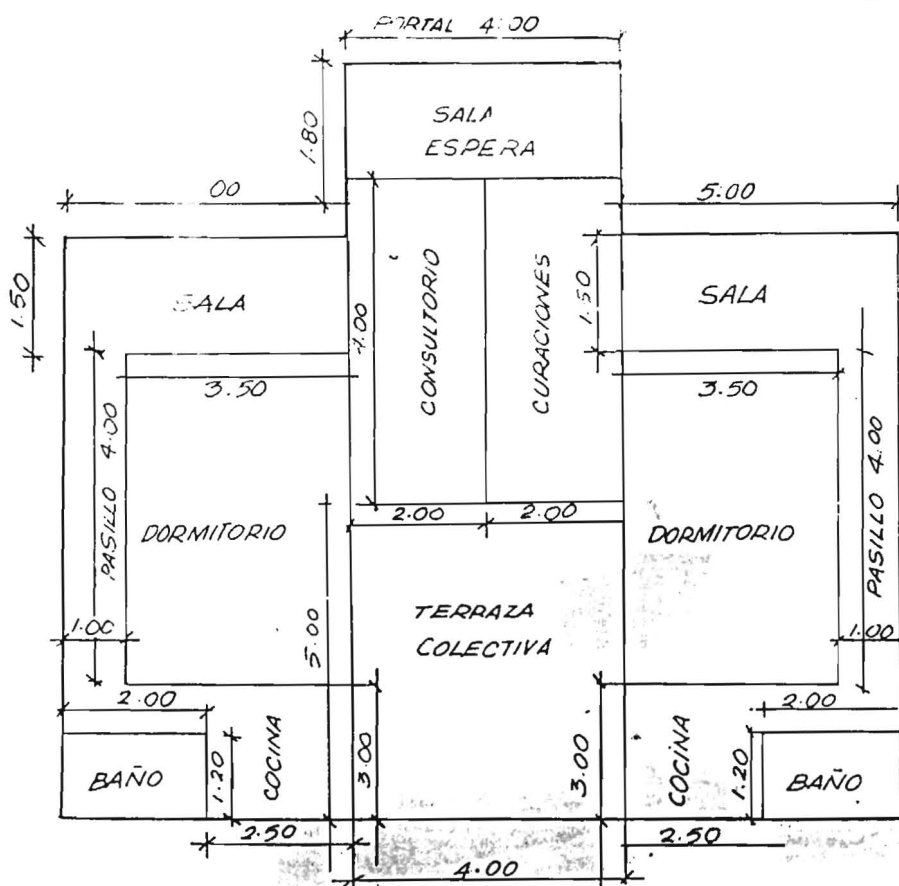 PORTAL 4.00
SALA
ESPERA
1.80
00
5.00
1.50
SALA
CONSULTORIO
CURACIONES
4.00
1.50
SALA
3.50
3.50
PASILLO 4.00
DORMITORIO
2.00
2.00
DORMITORIO
PASILLO 4.00
1.00
5.00
TERRAZA
COLECTIVA
1.00
2.00
2.00
BAÑO
1.20
COCINA
3.00
3.00
COCINA
1.20
BAÑO
2.50
2.50
4.00